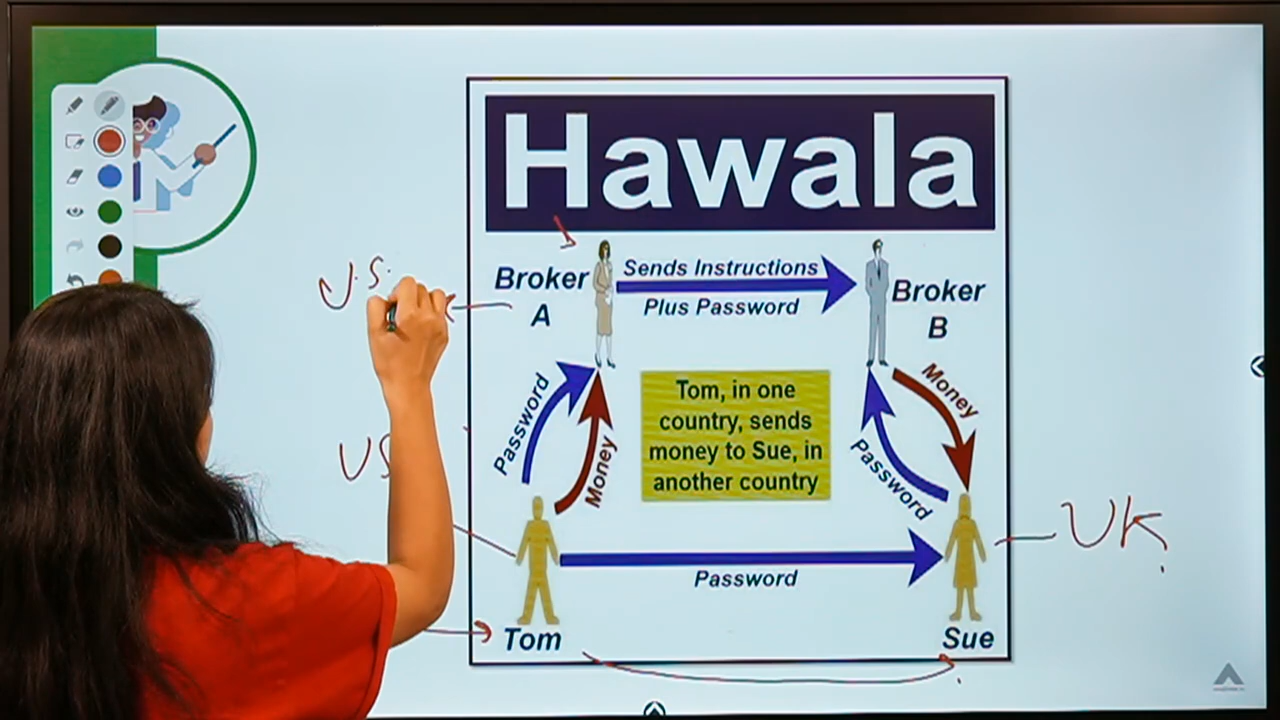 Hawala
U.S.
Broker
A
Sends Instructions
Plus Password
Broker
B
Password
Money
Tom, in one
country, sends
money to Sue, in
another country
Money
Password
US
UK
Password
Tom
Sue